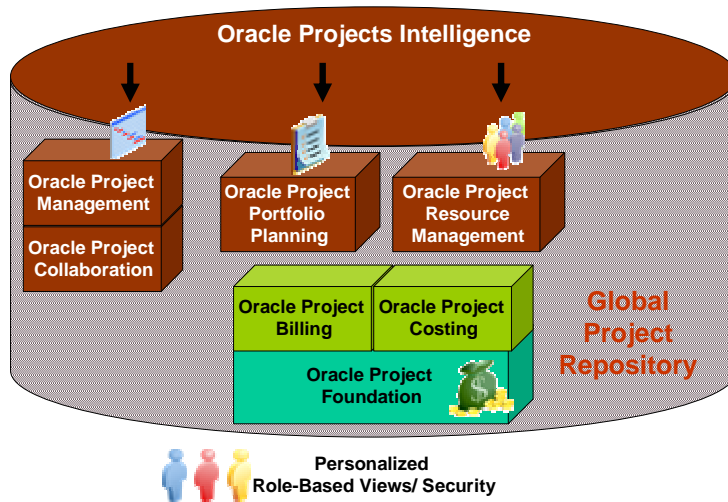 Oracle Projects Intelligence
Oracle Project
Management
Oracle Project
Collaboration
Oracle Project
Portfolio
Planning
Oracle Project
Resource
Management
Oracle Project
Billing
Oracle Project
Costing
Oracle Project
Foundation
$
Global
Project
Repository
Personalized
Role-Based Views/ Security